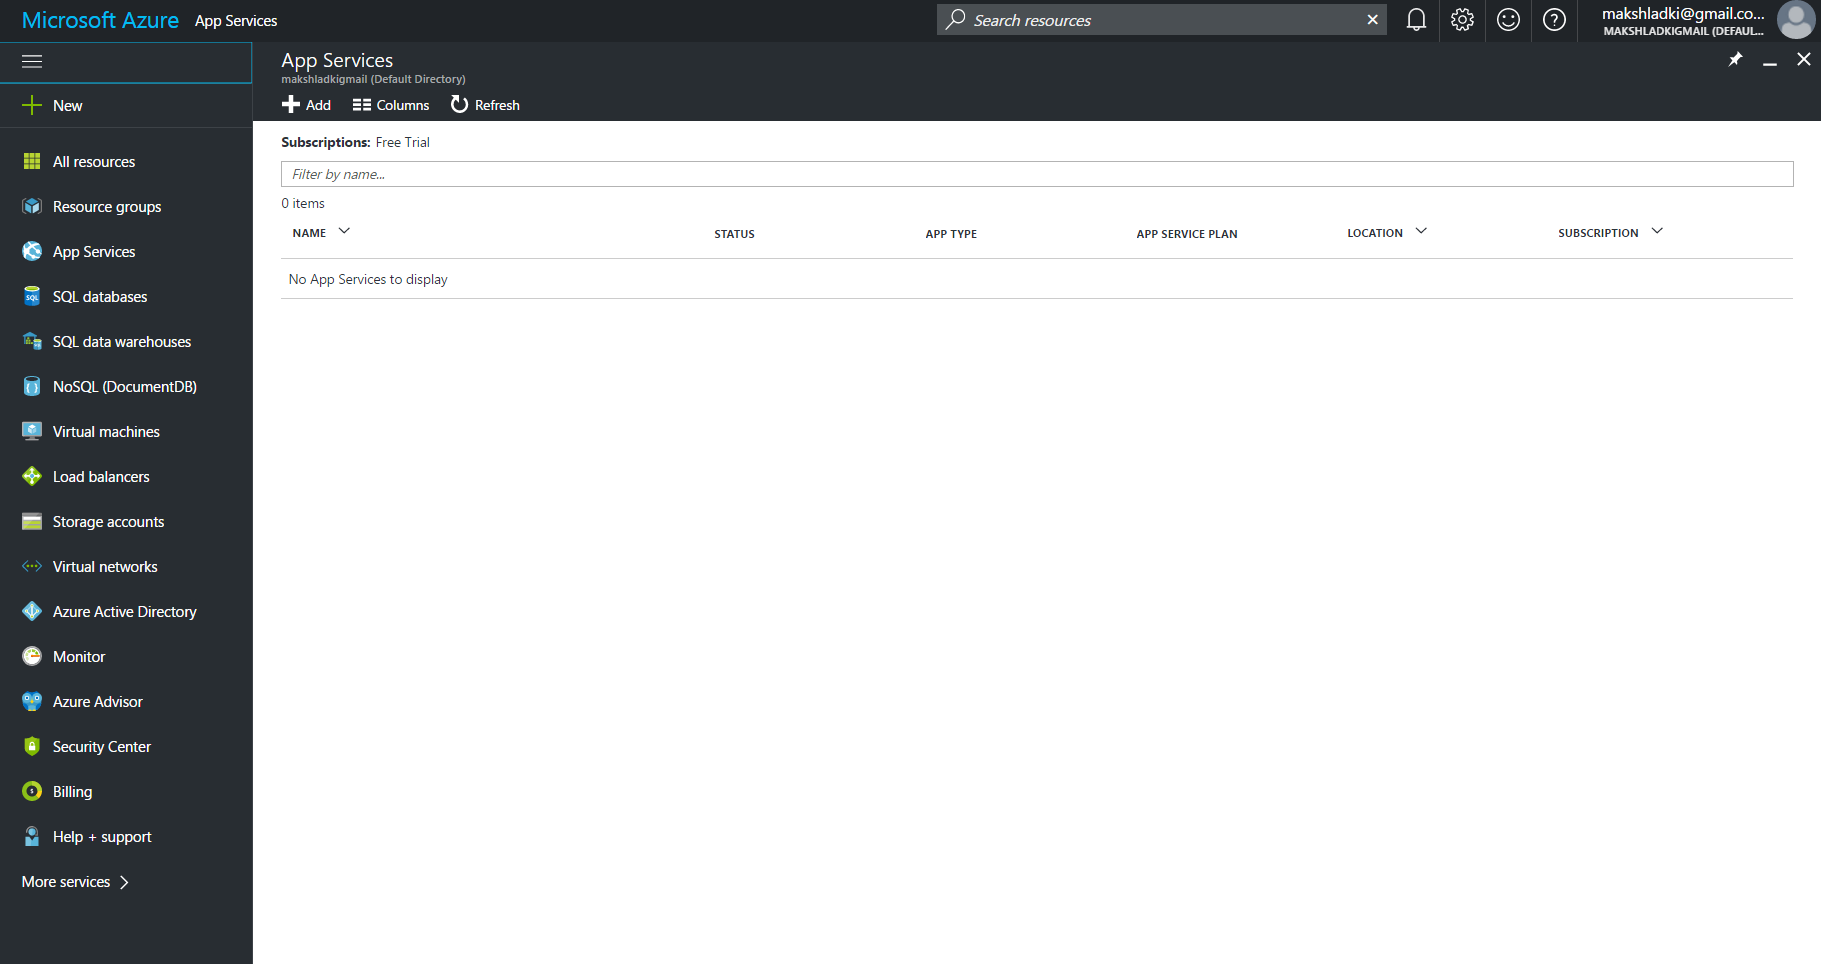 Microsoft Azure App Services
Search resources
makshladki@gmail.co...
MAKSHLADKIGMAIL (DEFAUL...
New
All resources
Resource groups
App Services
SQL databases
SQL data warehouses
NoSQL (DocumentDB)
Virtual machines
Load balancers
Storage accounts
Virtual networks
Azure Active Directory
Monitor
Azure Advisor
Security Center
Billing
Help + support
More services
App Services
makshladkigmail (Default Directory)
Add Columns Refresh
Subscriptions: Free Trial
Filter by name...
0 items
NAME STATUS APP TYPE APP SERVICE PLAN LOCATION SUBSCRIPTION
No App Services to display